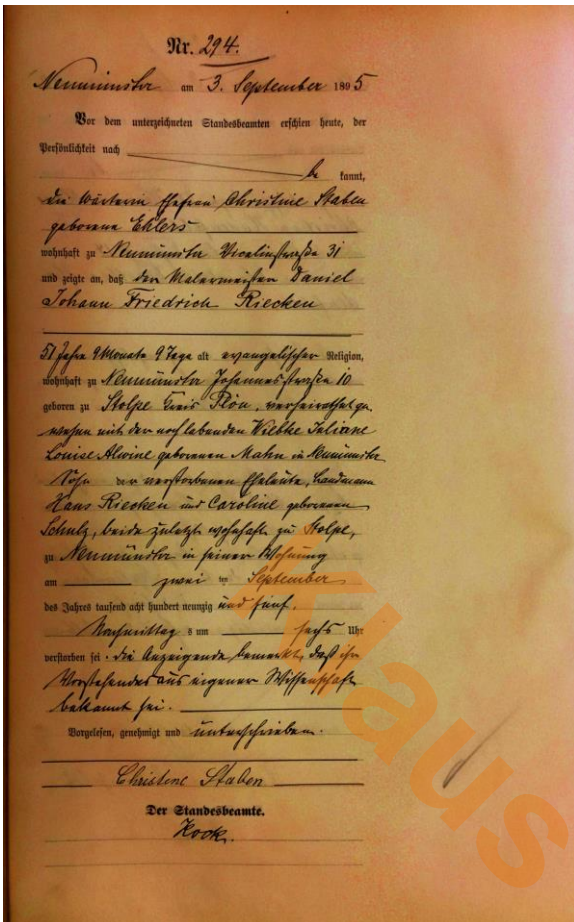 Nr. 294.
Neumünster am 3. September 1895
Vor dem unterzeichneten Standesbeamten erschien heute, der
Persönlichkeit nach
be kannt,
die Wärterin Ehefrau Christine Staben
geborene Ehlers
wohnhaft zu Neumünster Vicelinstraße 31
und zeigte an, daß der Malermeister Daniel
Johann Friedrich Riecken
51 Jahre 9 Monate 9 Tage alt evangelischer Religion,
wohnhaft zu Neumünster Johannesstraße 10
geboren zu Stolpe Kreis Plön, verheirathet ge-
wesen mit der noch lebenden Wiebke Juliane
Louise Alwine geborenen Mahn in Neumünster
Sohn der verstorbenen Eheleute, Landmann
Hans Riecken und Caroline geborenen
Schulz, beide zuletzt wohnhaft zu Stolpe,
zu Neumünster in seiner Wohnung
am zwei ten September
des Jahres tausend acht hundert neunzig und fünf.
Nachmittag s um sechs Uhr
verstorben sei. Die Anzeigende bemerkt, daß ihr
Vorstehendes aus eigener Wissenschaft
bekannt sei.
Vorgelesen, genehmigt und unterschrieben.
Christine Staben
Der Standesbeamte.
Kock.
Klaus